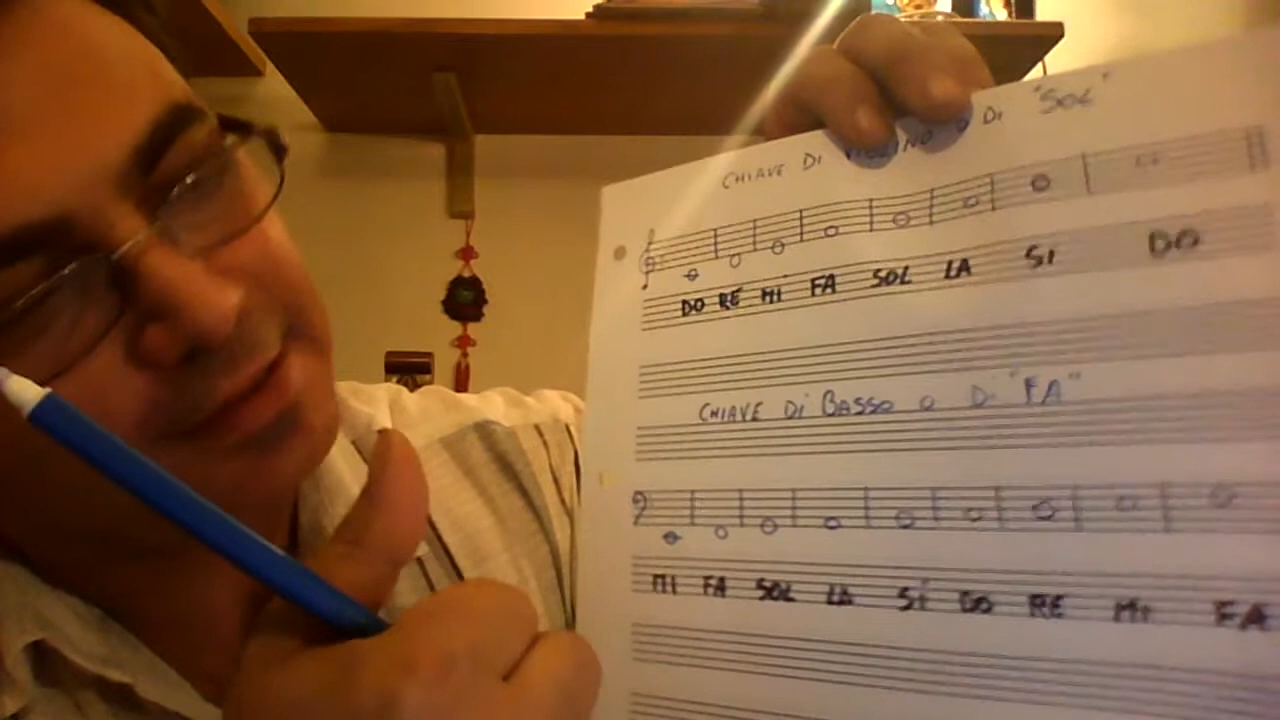 CHIAVE DI VIOLINO O DI "SOL"
DO RE MI FA SOL LA SI DO
CHIAVE Di BASSO O Di "FA"
MI FA SOL LA Si DO RE MI FA